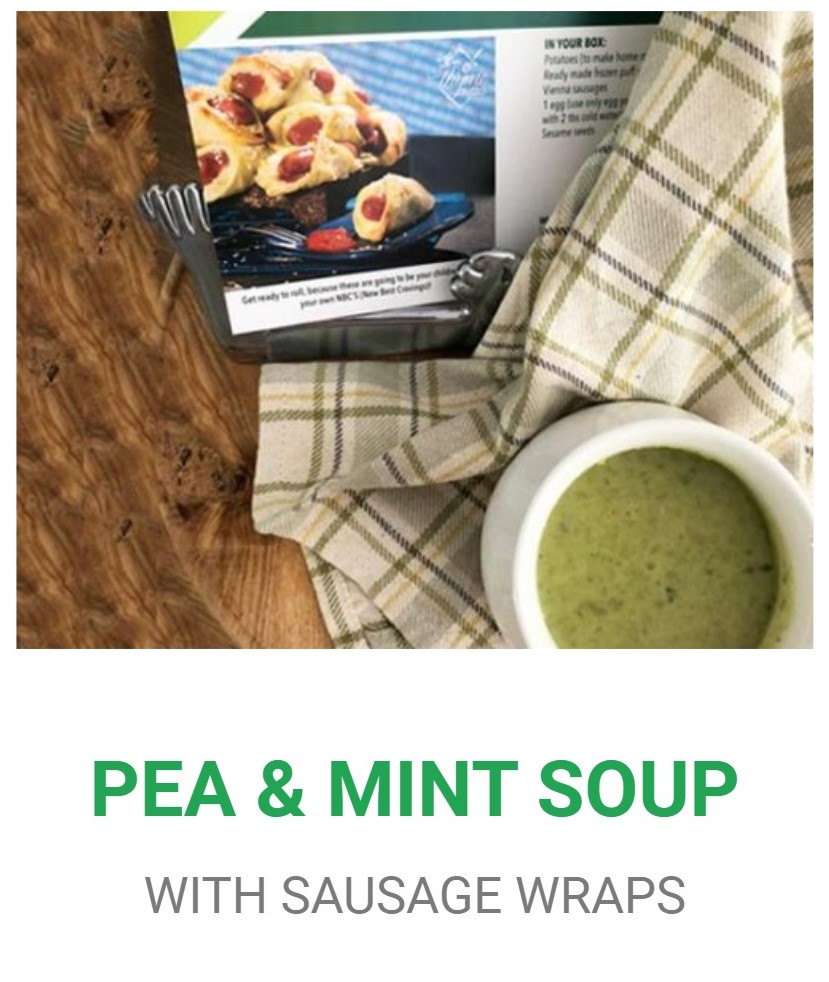 IN YOUR BOX:
Potatoes (to make home
Ready made frozen puff
Vienna sausages
1 egg (use only egg
with 2 tbs cold water
Sesame seeds
Thyme
Get ready to roll, because these are going to be your
your own NBC'S (New Best Cravings)!
PEA & MINT SOUP
WITH SAUSAGE WRAPS